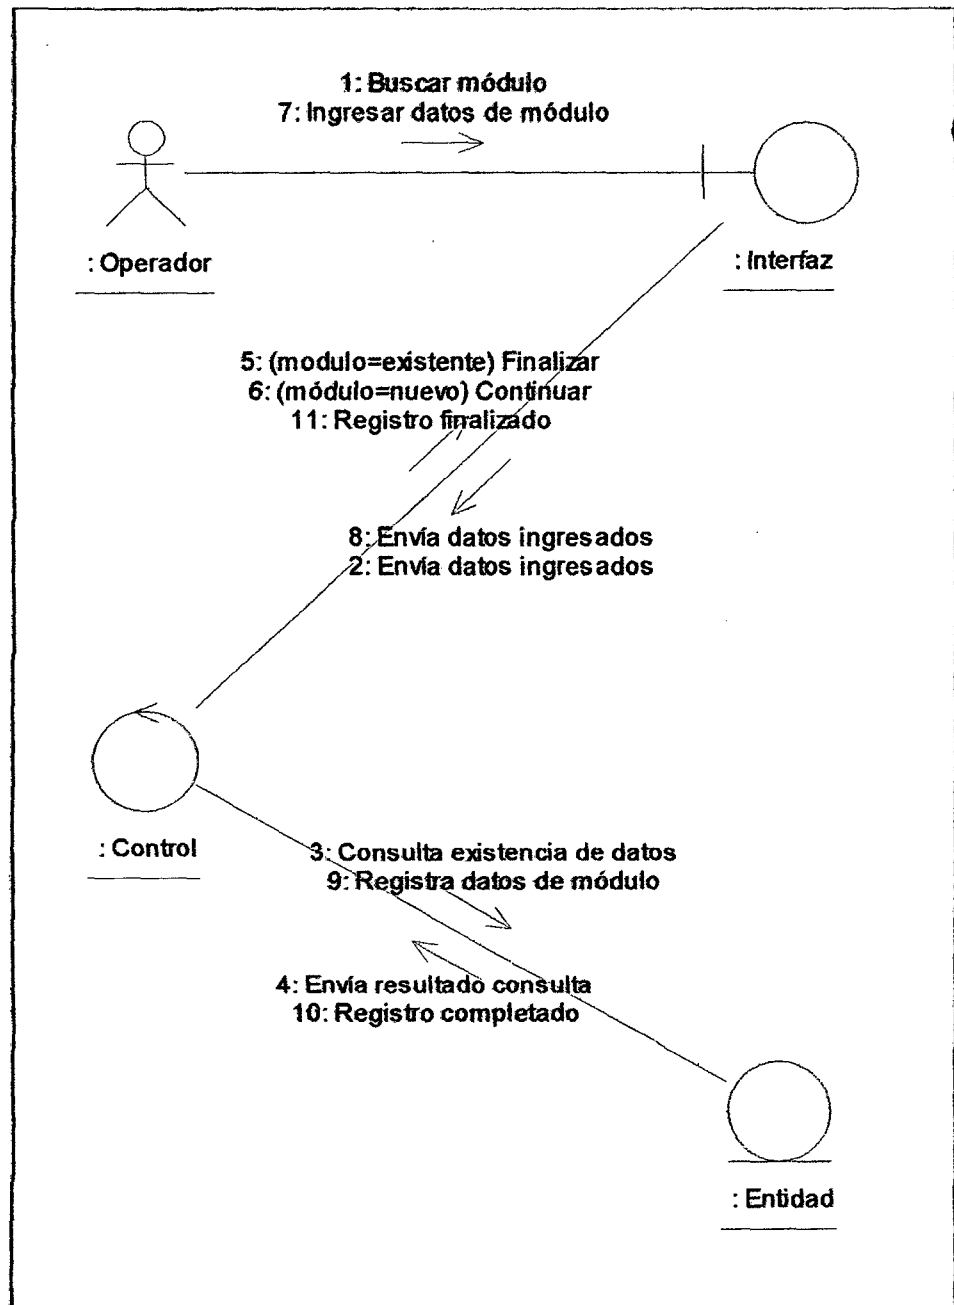 1: Buscar módulo
7: Ingresar datos de módulo
: Operador
: Interfaz
5: (modulo=existente) Finalizar
6: (módulo=nuevo) Continuar
11: Registro finalizado
8: Envía datos ingresados
2: Envía datos ingresados
: Control
3: Consulta existencia de datos
9: Registra datos de módulo
4: Envía resultado consulta
10: Registro completado
: Entidad